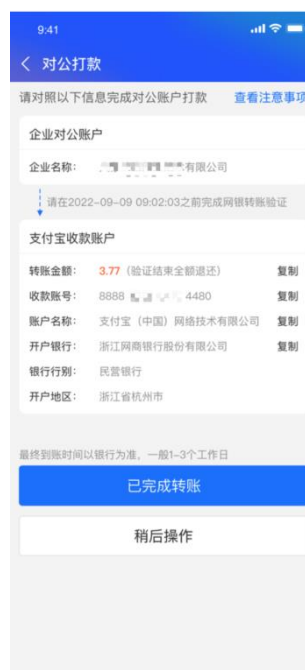 9:41
对公打款
请对照以下信息完成对公账户打款 查看注意事项
企业对公账户
企业名称： 有限公司
请在2022-09-09 09:02:03之前完成网银转账验证
支付宝收款账户
转账金额： 3.77（验证结束全额退还） 复制
收款账号： 8888 4480 复制
账户名称： 支付宝（中国）网络技术有限公司 复制
开户银行： 浙江网商银行股份有限公司 复制
银行行别： 民营银行
开户地区： 浙江省杭州市
最终到账时间以银行为准，一般1-3个工作日
已完成转账
稍后操作